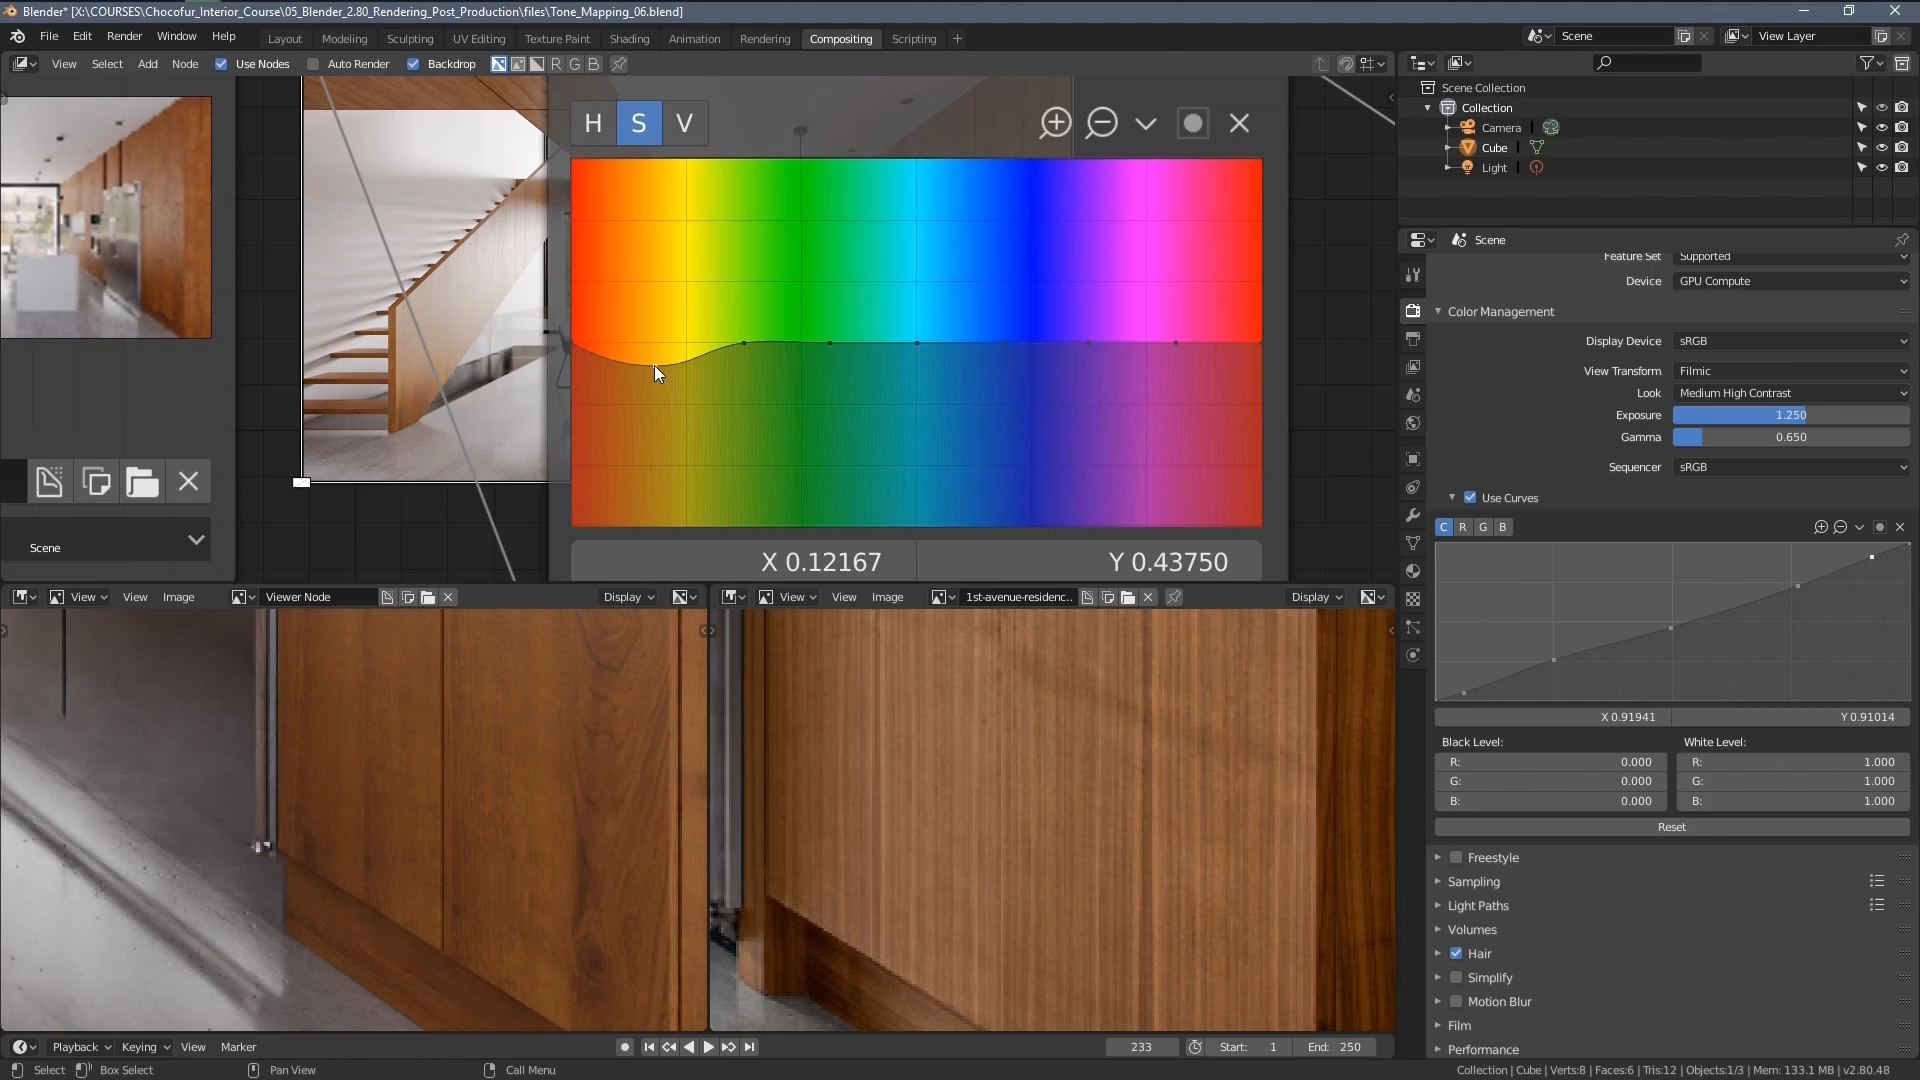 Blender* [X:\COURSES\Chocofur_Interior_Course\05_Blender_2.80_Rendering_Post_Production\files\Tone_Mapping_06.blend]
File Edit Render Window Help Layout Modeling Sculpting UV Editing Texture Paint Shading Animation Rendering Compositing Scripting + Scene View Layer
View Select Add Node Use Nodes Auto Render Backdrop R G B
Scene Collection
Collection
Camera
Cube
Light
H S V
X 0.12167 Y 0.43750
Scene
Scene
Feature Set Supported
Device GPU Compute
Color Management
Display Device sRGB
View Transform Filmic
Look Medium High Contrast
Exposure 1.250
Gamma 0.650
Sequencer sRGB
Use Curves
C R G B
X 0.91941 Y 0.91014
Black Level: White Level:
R: 0.000 R: 1.000
G: 0.000 G: 1.000
B: 0.000 B: 1.000
Reset
Freestyle
Sampling
Light Paths
Volumes
Hair
Simplify
Motion Blur
Film
Performance
View View Image Viewer Node Display
View View Image 1st-avenue-residenc.. Display
Playback Keying View Marker 233 Start: 1 End: 250
Select Box Select Pan View Call Menu Collection | Cube | Verts:8 | Faces:6 | Tris:12 | Objects:1/3 | Mem: 133.1 MB | v2.80.48